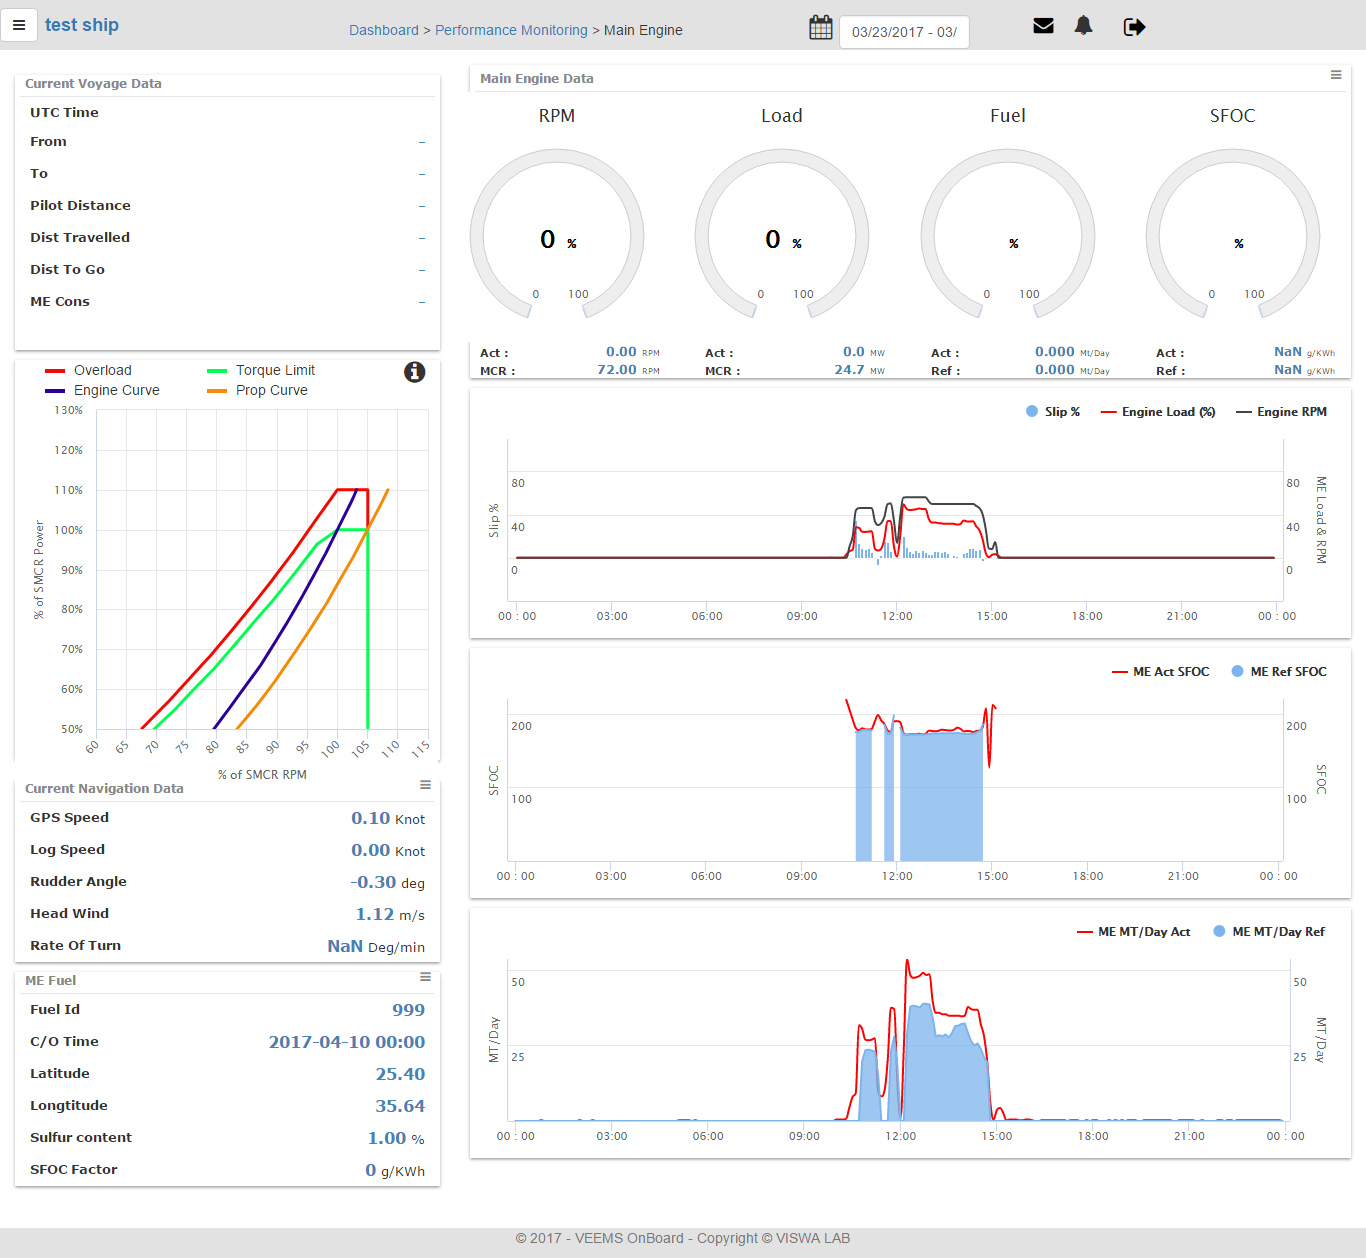 test ship
Dashboard > Performance Monitoring > Main Engine
03/23/2017 - 03/
Current Voyage Data
UTC Time
From -
To -
Pilot Distance -
Dist Travelled -
Dist To Go -
ME Cons -
Main Engine Data
RPM Load Fuel SFOC
0 % 0 % % %
0 100 0 100 0 100 0 100
Act : 0.00 RPM Act : 0.0 MW Act : 0.000 Mt/Day Act : NaN g/KWh
MCR : 72.00 RPM MCR : 24.7 MW Ref : 0.000 Mt/Day Ref : NaN g/KWh
Overload Torque Limit
Engine Curve Prop Curve
130%
120%
110%
100%
90%
80%
70%
60%
50%
% of SMCR Power
60 65 70 75 80 85 90 95 100 105 110 115
% of SMCR RPM
Slip % Engine Load (%) Engine RPM
80 80
40 40
0 0
Slip %
ME Load & RPM
00 : 00 03:00 06:00 09:00 12:00 15:00 18:00 21:00 00 : 00
ME Act SFOC ME Ref SFOC
200 200
100 100
SFOC
SFOC
00 : 00 03:00 06:00 09:00 12:00 15:00 18:00 21:00 00 : 00
Current Navigation Data
GPS Speed 0.10 Knot
Log Speed 0.00 Knot
Rudder Angle -0.30 deg
Head Wind 1.12 m/s
Rate Of Turn NaN Deg/min
ME Fuel
Fuel Id 999
C/O Time 2017-04-10 00:00
Latitude 25.40
Longtitude 35.64
Sulfur content 1.00 %
SFOC Factor 0 g/KWh
ME MT/Day Act ME MT/Day Ref
50 50
25 25
MT/Day
MT/Day
00 : 00 03:00 06:00 09:00 12:00 15:00 18:00 21:00 00 : 00
© 2017 - VEEMS OnBoard - Copyright © VISWA LAB